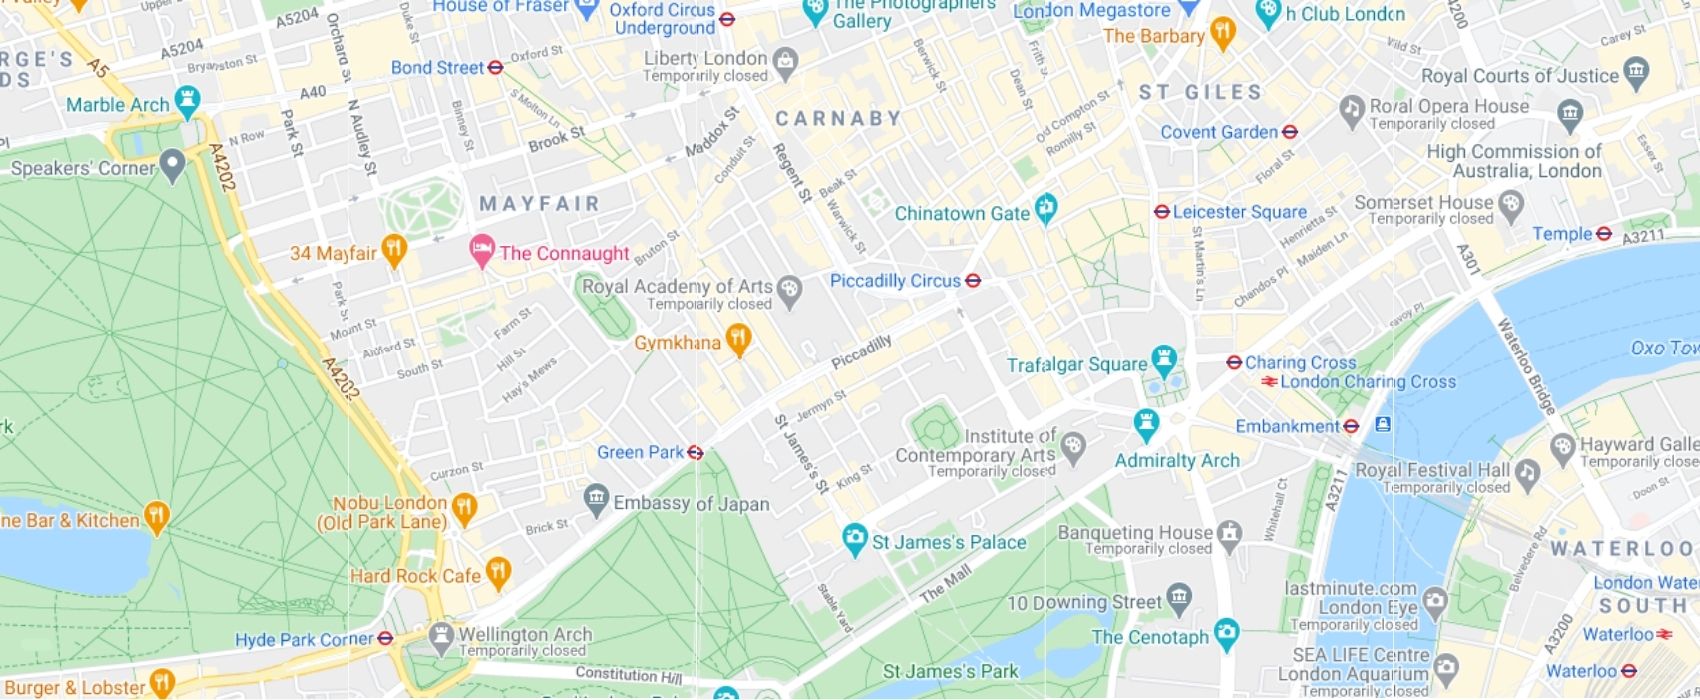 House of Fraser
Oxford Circus
Underground
The Photographers'
Gallery
London Megastore
h Club London
A5204
Orchard St
Duke St
Oxford St
The Barbary
A4200
Carey St
Wild St
RGE'S
DS
A5
A5204
Bryanston St
Bond Street
Liberty London
Temporarily closed
Berwick St
Frith St
Dean St
Royal Courts of Justice
Marble Arch
A40
N Audley St
S Molton Ln
CARNABY
ST GILES
Royal Opera House
Temporarily closed
Park St
Binney St
N Row
Brook St
Maddox St
Old Compton St
Romilly St
Covent Garden
High Commission of
Australia, London
Essex St
Speakers' Corner
A4202
Conduit St
Regent St
Beak St
Floral St
MAYFAIR
Warwick St
Chinatown Gate
Leicester Square
Somerset House
Temporarily closed
Henrietta St
Maiden Ln
Temple
A3211
34 Mayfair
The Connaught
Bruton St
St Martin's Ln
A301
Royal Academy of Arts
Temporarily closed
Piccadilly Circus
Chandos Pl
Park St
Mount St
Farm St
Savoy Pl
Gymkhana
Piccadilly
Waterloo Bridge
Oxo Tow
Aldford St
Hill St
South St
Hay's Mews
A4202
Trafalgar Square
Charing Cross
London Charing Cross
Jermyn St
St James's St
Embankment
Green Park
Institute of
Contemporary Arts
Temporarily closed
Admiralty Arch
Hayward Galle
Temporarily close
Curzon St
King St
Royal Festival Hall
Temporarily closed
Doon St
Nobu London
(Old Park Lane)
Embassy of Japan
Whitehall Ct
A3211
ne Bar & Kitchen
Brick St
St James's Palace
Banqueting House
Temporarily closed
Belvedere Rd
WATERLOO
Hard Rock Cafe
Stable Yard
The Mall
10 Downing Street
lastminute.com
London Eye
Temporarily closed
London Water
SOUTH
Hyde Park Corner
Wellington Arch
Temporarily closed
The Cenotaph
A3200
Waterloo
Constitution Hill
St James's Park
SEA LIFE Centre
London Aquarium
Temporarily closed
Waterloo
Burger & Lobster